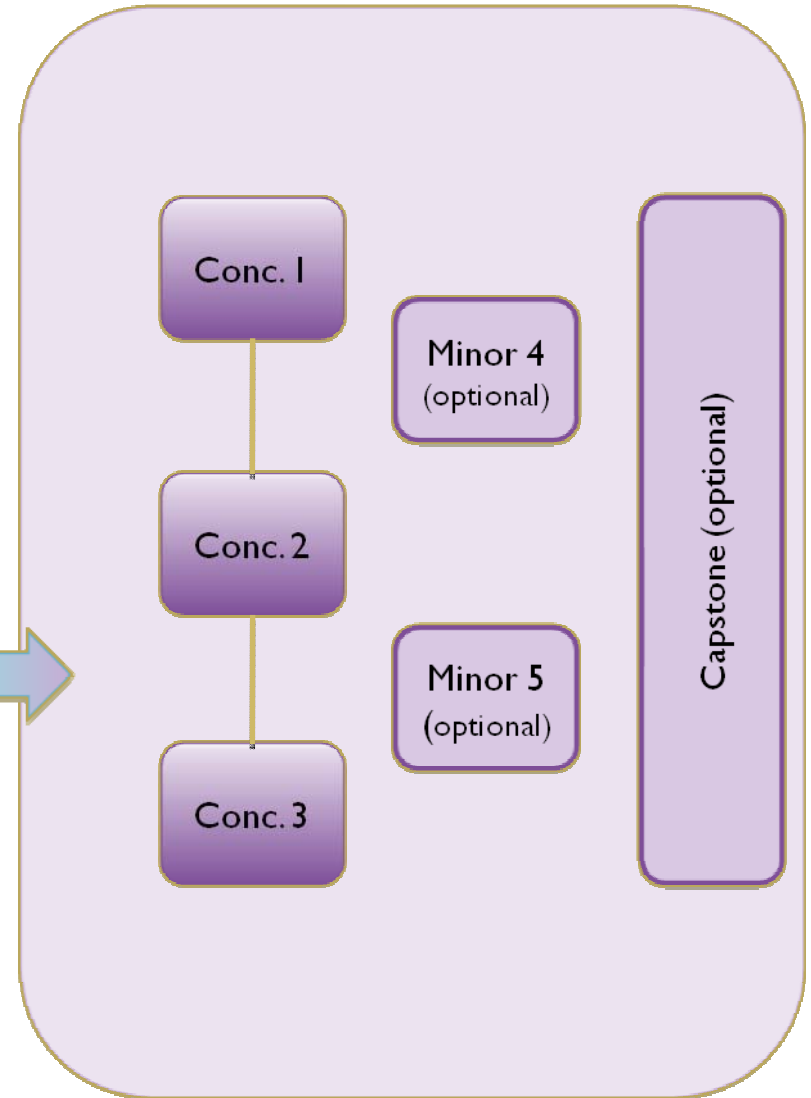 Conc. 1
Conc. 2
Conc. 3
Minor 4
(optional)
Minor 5
(optional)
Capstone (optional)